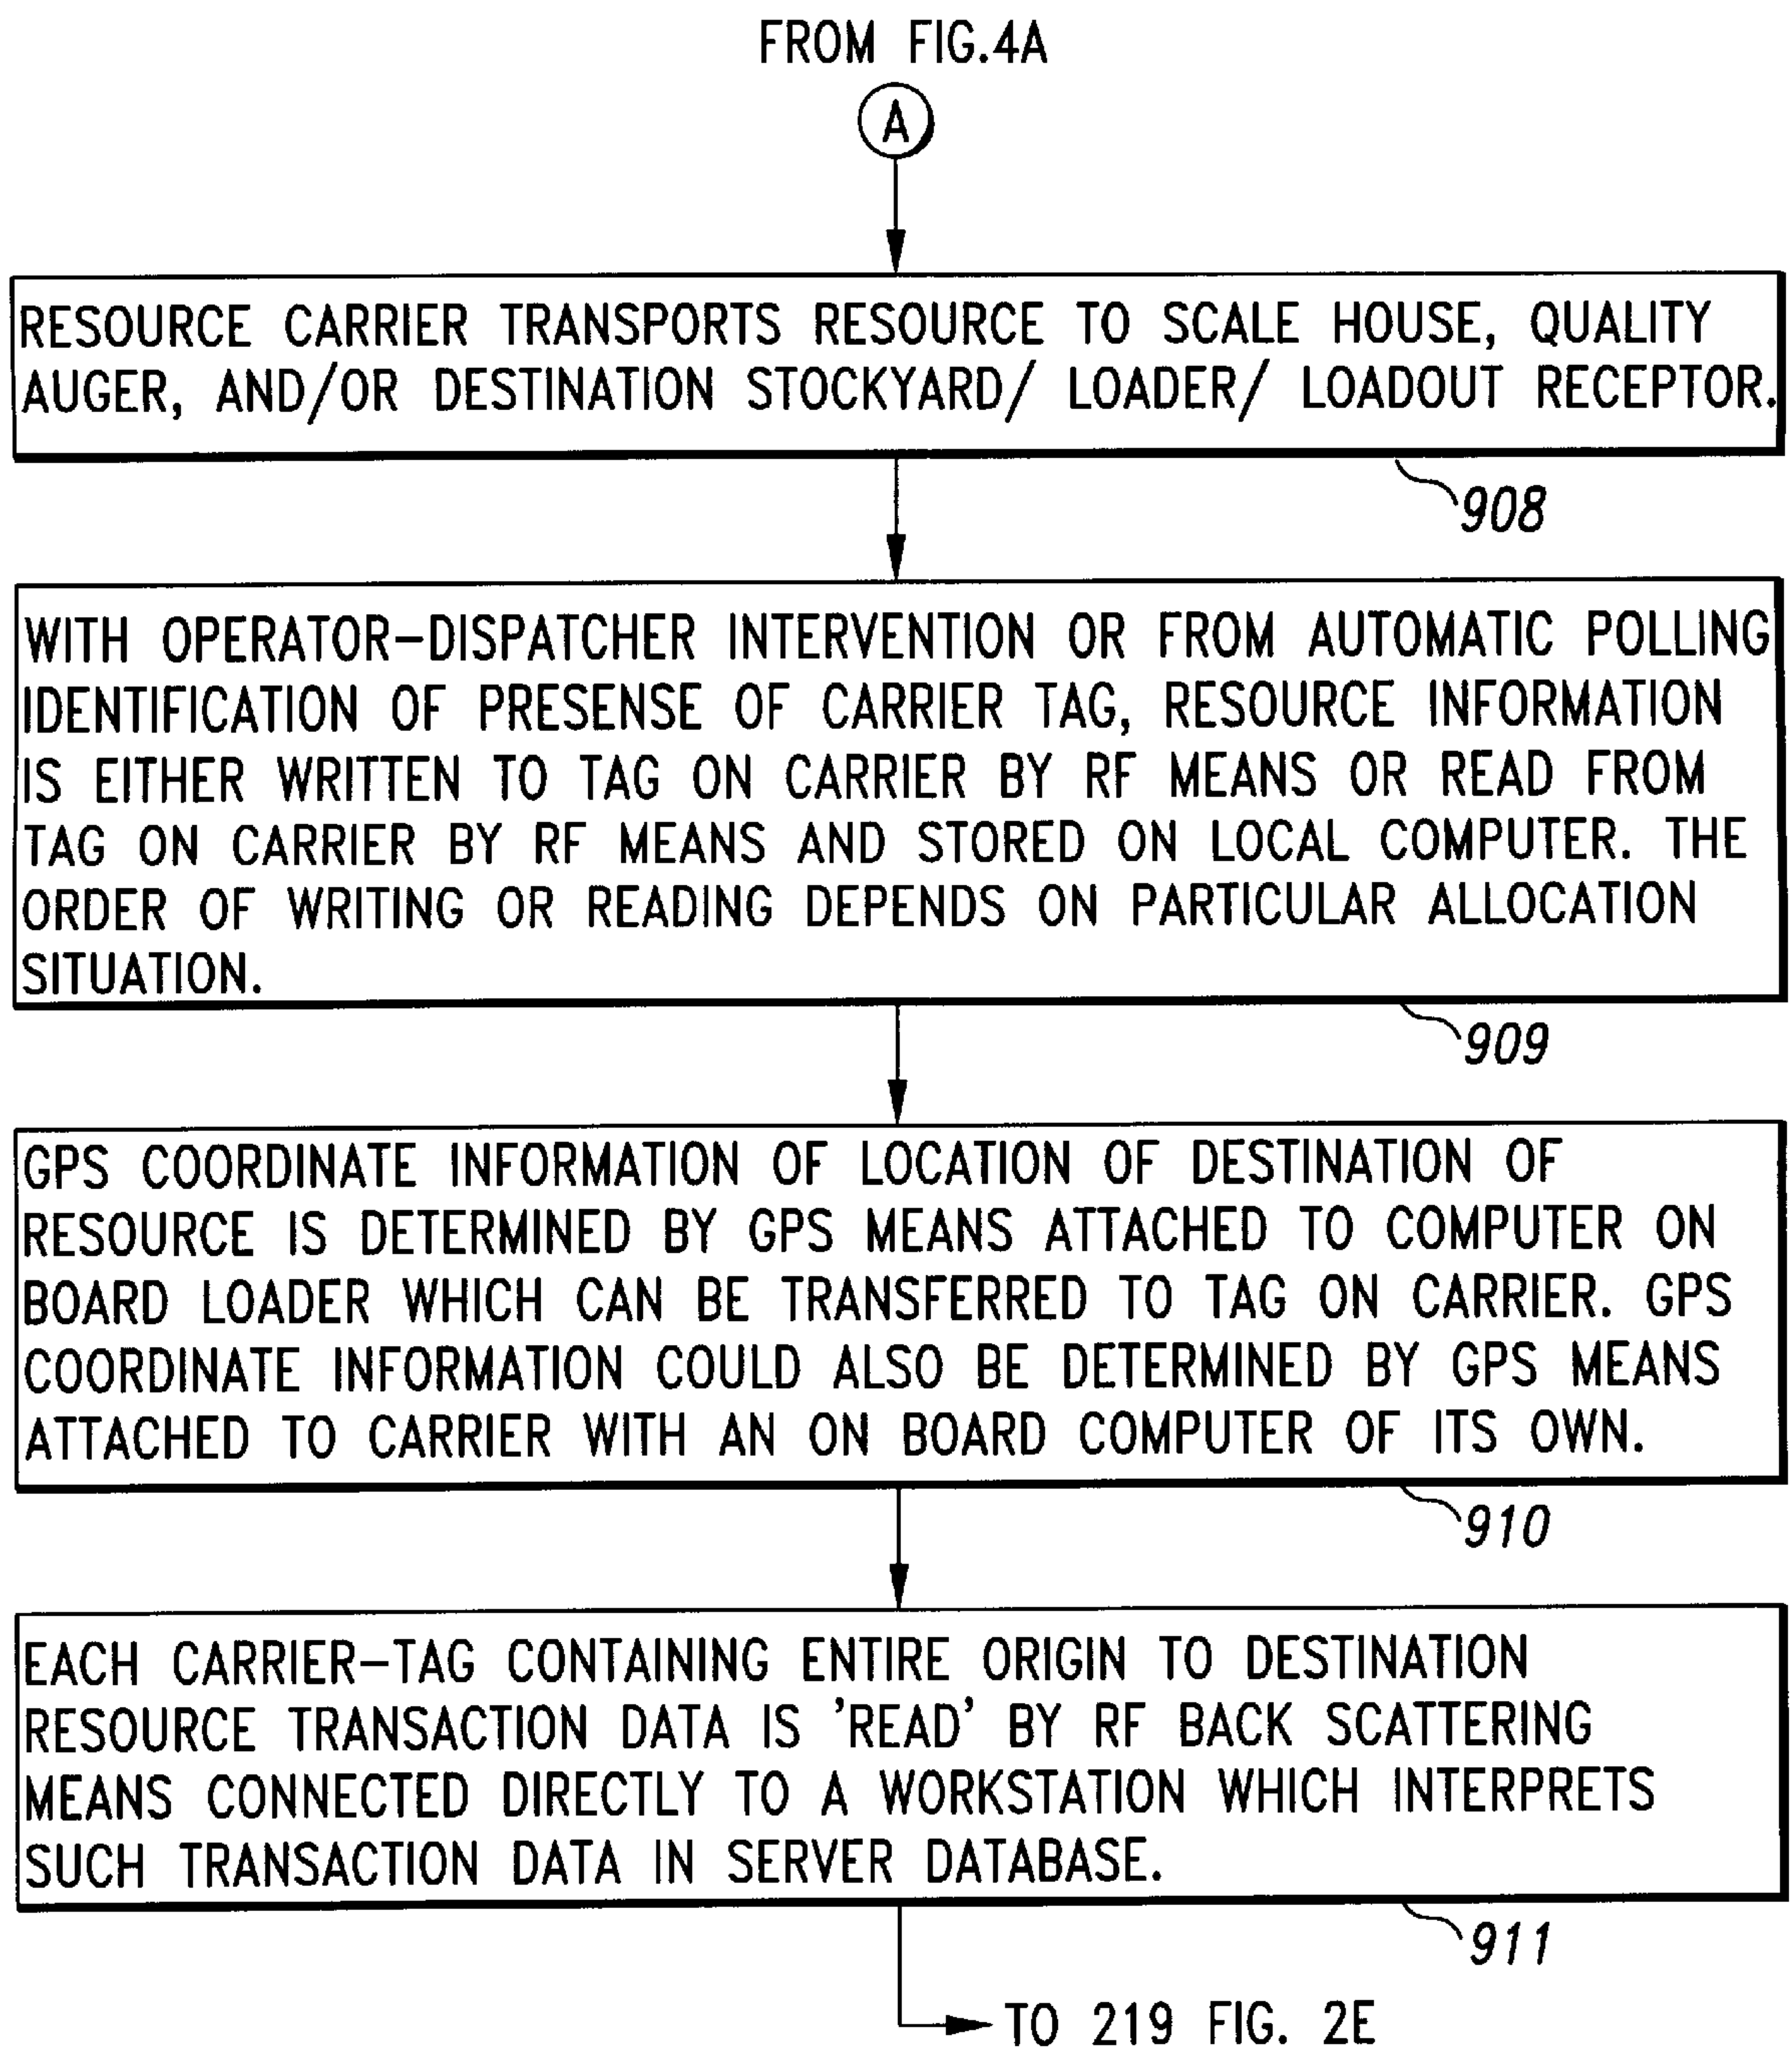 FROM FIG.4A
A
RESOURCE CARRIER TRANSPORTS RESOURCE TO SCALE HOUSE, QUALITY
AUGER, AND/OR DESTINATION STOCKYARD/ LOADER/ LOADOUT RECEPTOR.
908
WITH OPERATOR-DISPATCHER INTERVENTION OR FROM AUTOMATIC POLLING
IDENTIFICATION OF PRESENSE OF CARRIER TAG, RESOURCE INFORMATION
IS EITHER WRITTEN TO TAG ON CARRIER BY RF MEANS OR READ FROM
TAG ON CARRIER BY RF MEANS AND STORED ON LOCAL COMPUTER. THE
ORDER OF WRITING OR READING DEPENDS ON PARTICULAR ALLOCATION
SITUATION.
909
GPS COORDINATE INFORMATION OF LOCATION OF DESTINATION OF
RESOURCE IS DETERMINED BY GPS MEANS ATTACHED TO COMPUTER ON
BOARD LOADER WHICH CAN BE TRANSFERRED TO TAG ON CARRIER. GPS
COORDINATE INFORMATION COULD ALSO BE DETERMINED BY GPS MEANS
ATTACHED TO CARRIER WITH AN ON BOARD COMPUTER OF ITS OWN.
910
EACH CARRIER-TAG CONTAINING ENTIRE ORIGIN TO DESTINATION
RESOURCE TRANSACTION DATA IS 'READ' BY RF BACK SCATTERING
MEANS CONNECTED DIRECTLY TO A WORKSTATION WHICH INTERPRETS
SUCH TRANSACTION DATA IN SERVER DATABASE.
911
TO 219 FIG. 2E